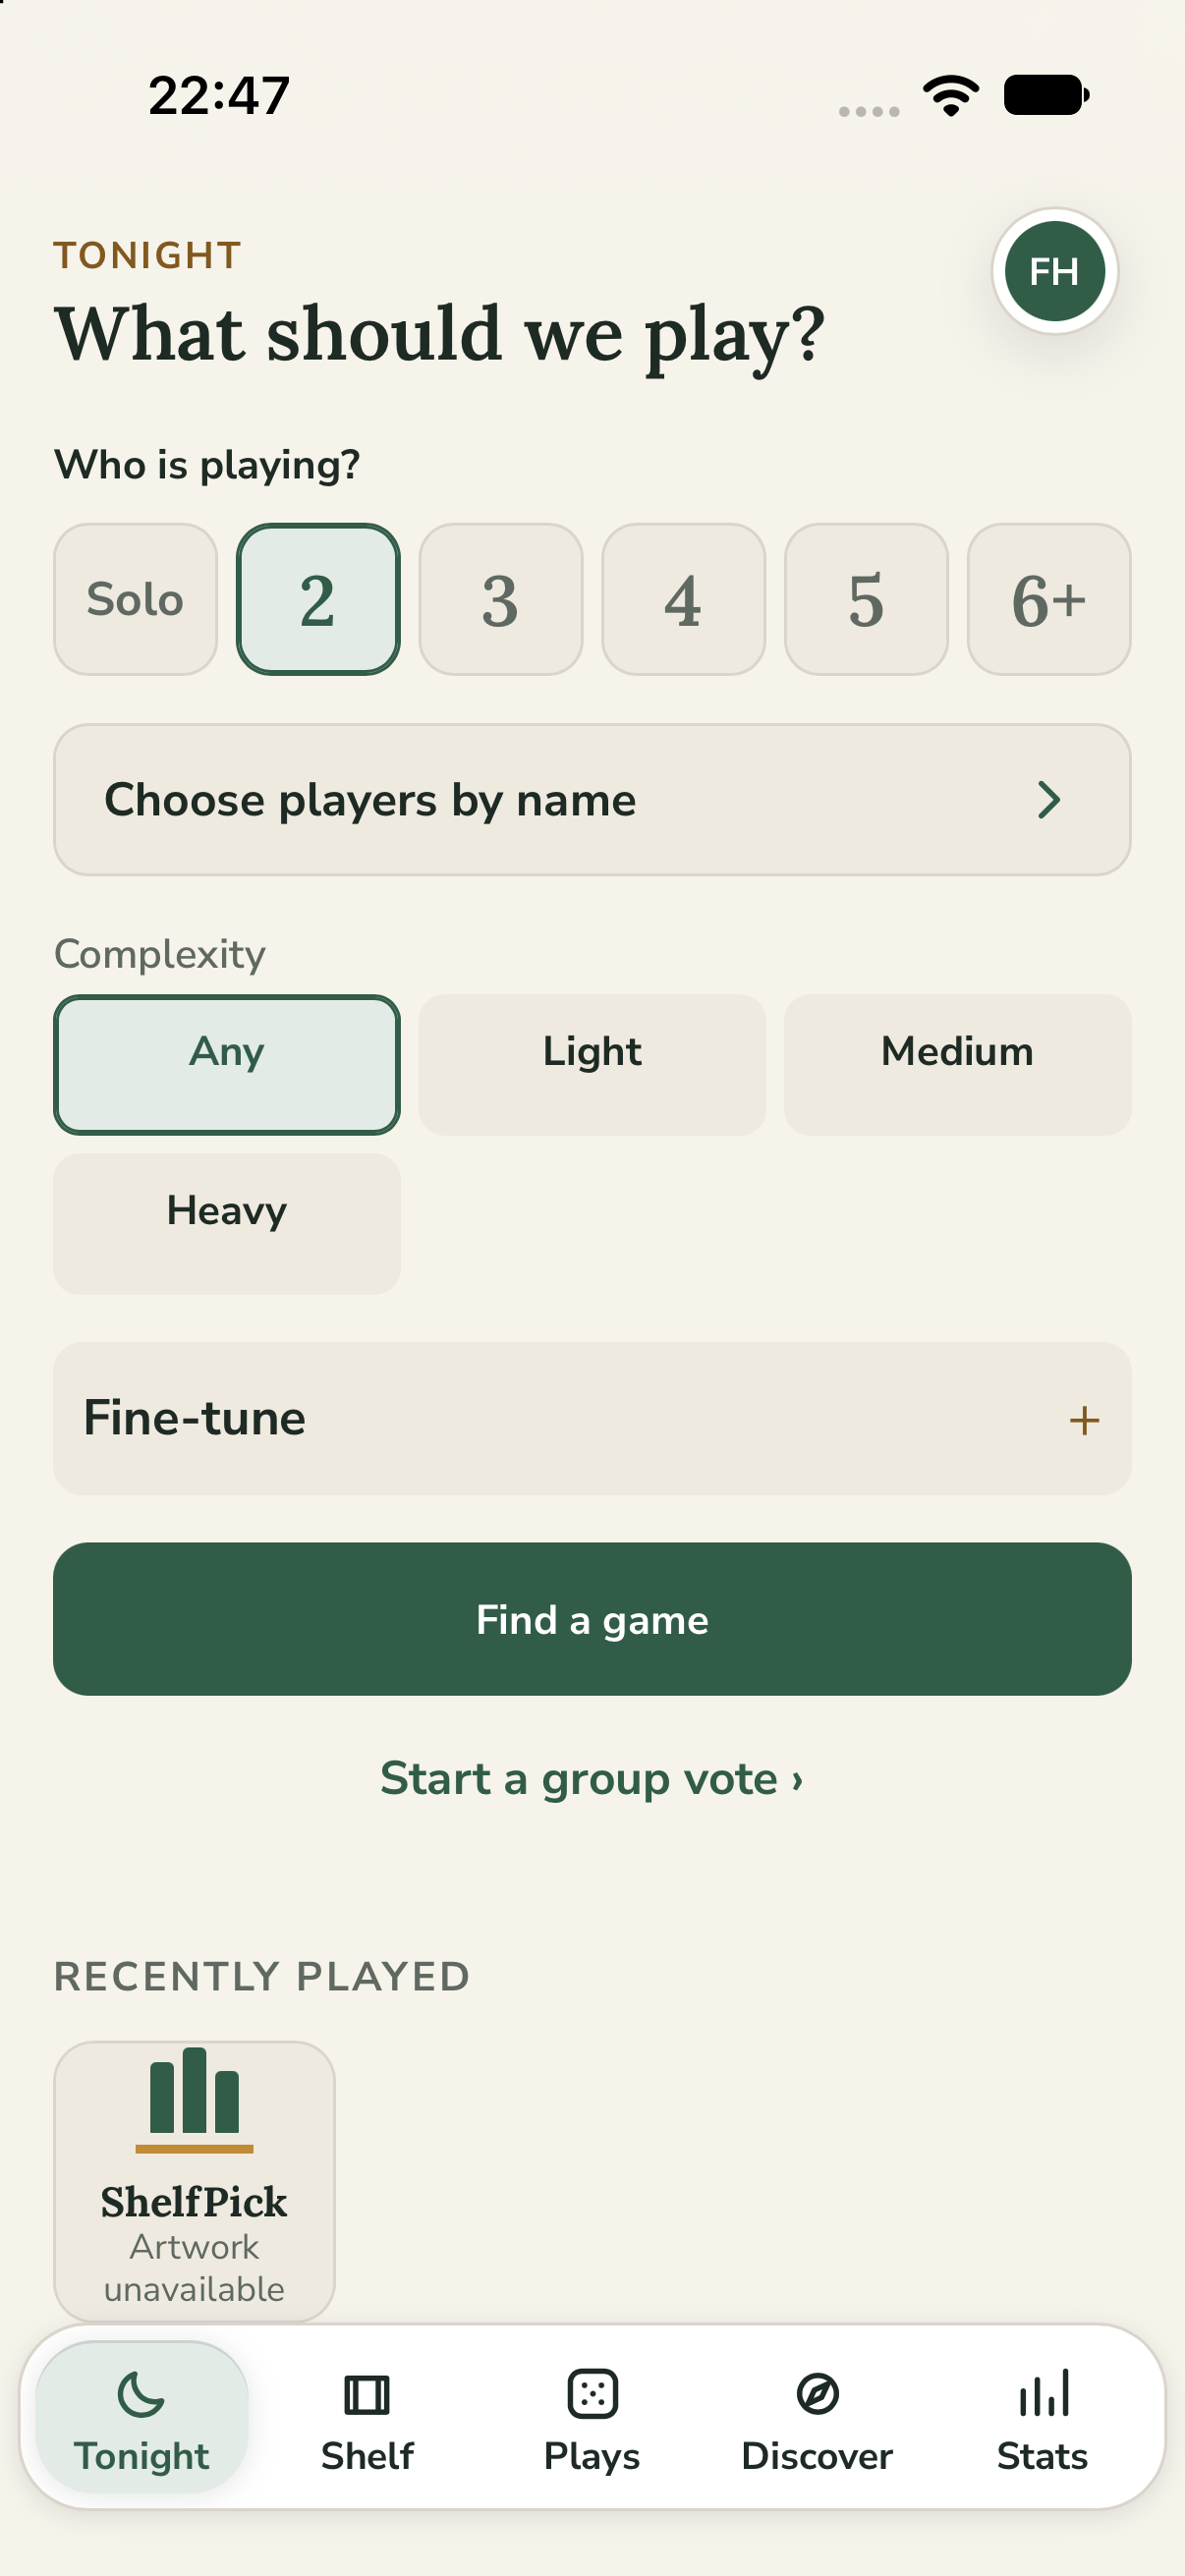 22:47
TONIGHT
FH
What should we play?
Who is playing?
Solo
2
3
4
5
6+
Choose players by name
Complexity
Any
Light
Medium
Heavy
Fine-tune
+
Find a game
Start a group vote ›
RECENTLY PLAYED
ShelfPick
Artwork
unavailable
Tonight
Shelf
Plays
Discover
Stats